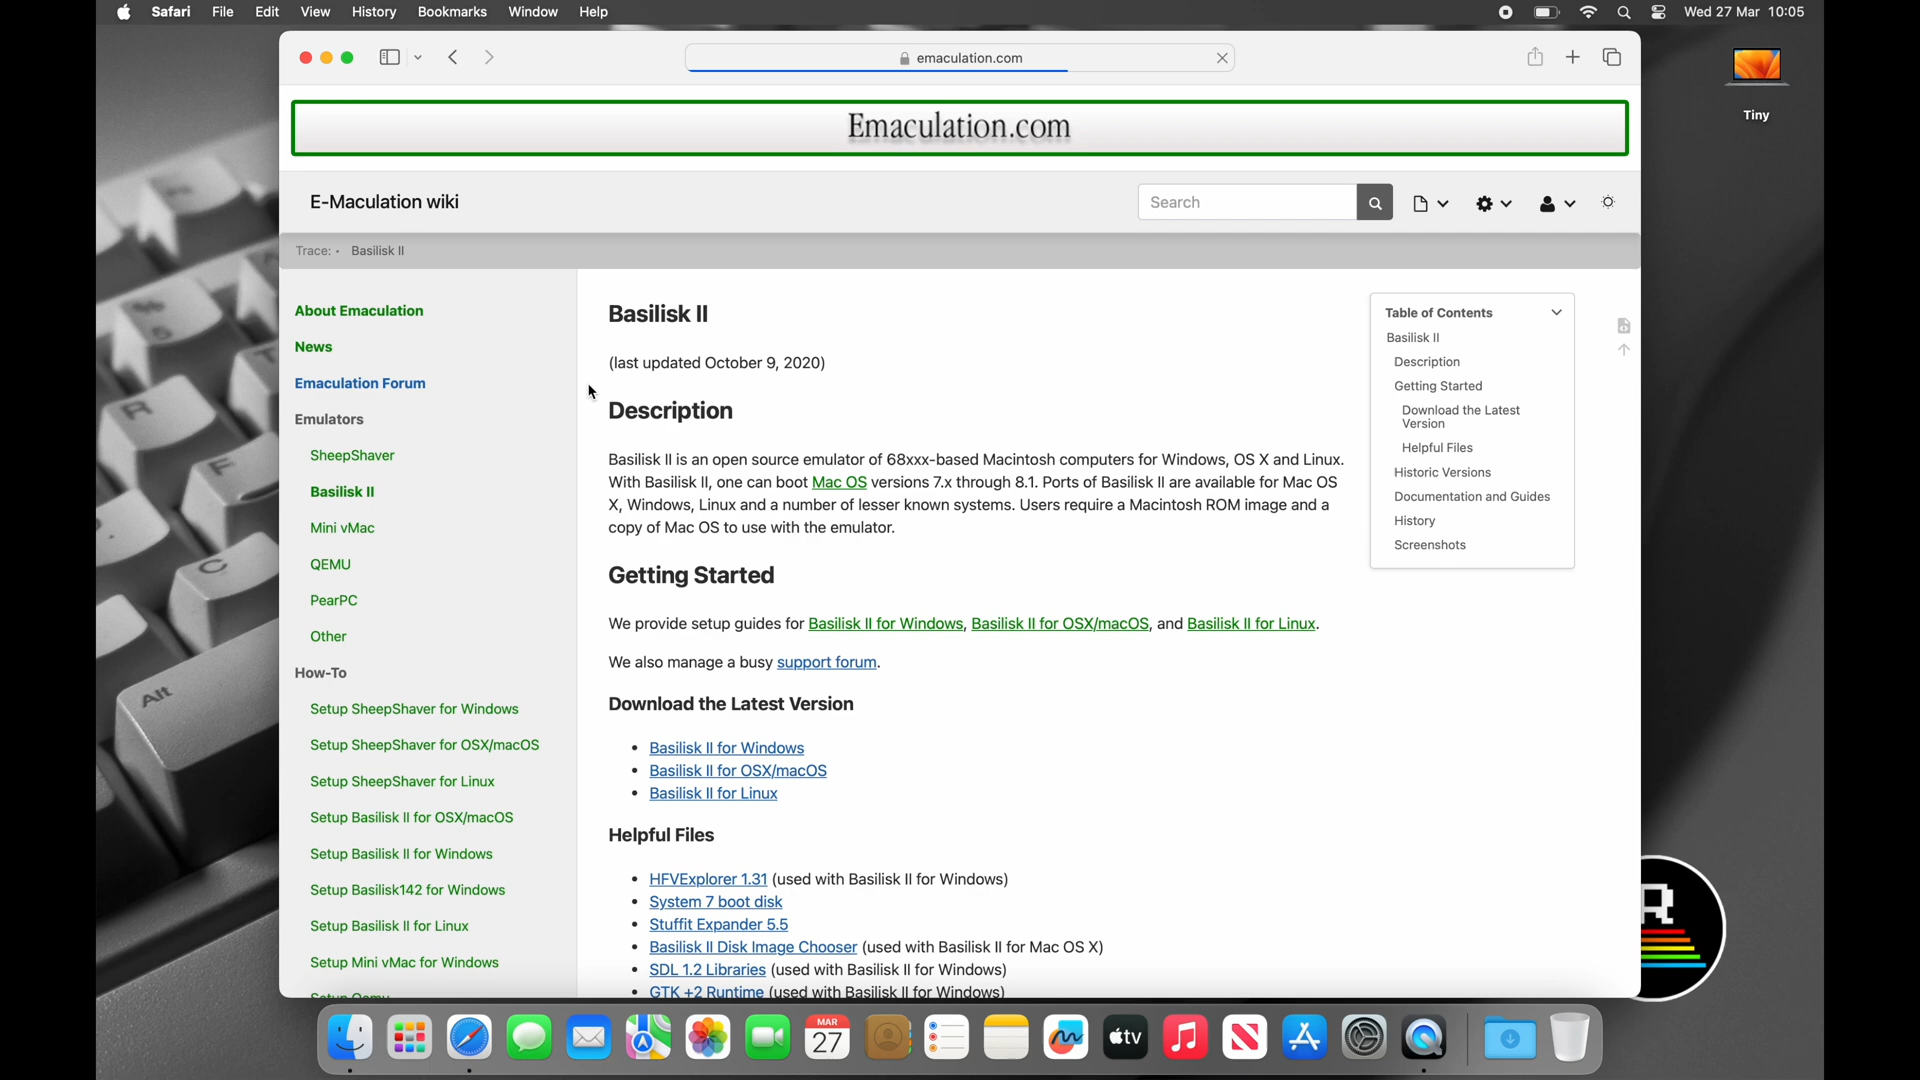 Safari File Edit View History Bookmarks Window Help
Wed 27 Mar 10:05
emaculation.com
Tiny
Emaculation.com
E-Maculation wiki
Search
Trace: • Basilisk II
About Emaculation
News
Emaculation Forum
Emulators
SheepShaver
Basilisk II
Mini vMac
QEMU
PearPC
Other
How-To
Setup SheepShaver for Windows
Setup SheepShaver for OSX/macOS
Setup SheepShaver for Linux
Setup Basilisk II for OSX/macOS
Setup Basilisk II for Windows
Setup Basilisk142 for Windows
Setup Basilisk II for Linux
Setup Mini vMac for Windows
Setup Qemu
Basilisk II
(last updated October 9, 2020)
Description
Basilisk II is an open source emulator of 68xxx-based Macintosh computers for Windows, OS X and Linux.
With Basilisk II, one can boot Mac OS versions 7.x through 8.1. Ports of Basilisk II are available for Mac OS
X, Windows, Linux and a number of lesser known systems. Users require a Macintosh ROM image and a
copy of Mac OS to use with the emulator.
Getting Started
We provide setup guides for Basilisk II for Windows, Basilisk II for OSX/macOS, and Basilisk II for Linux.
We also manage a busy support forum.
Download the Latest Version
• Basilisk II for Windows
• Basilisk II for OSX/macOS
• Basilisk II for Linux
Helpful Files
• HFVExplorer 1.31 (used with Basilisk II for Windows)
• System 7 boot disk
• Stuffit Expander 5.5
• Basilisk II Disk Image Chooser (used with Basilisk II for Mac OS X)
• SDL 1.2 Libraries (used with Basilisk II for Windows)
• GTK +2 Runtime (used with Basilisk II for Windows)
Table of Contents
Basilisk II
Description
Getting Started
Download the Latest
Version
Helpful Files
Historic Versions
Documentation and Guides
History
Screenshots
%
5
R
F
C
Alt
R
MAR
27
tv